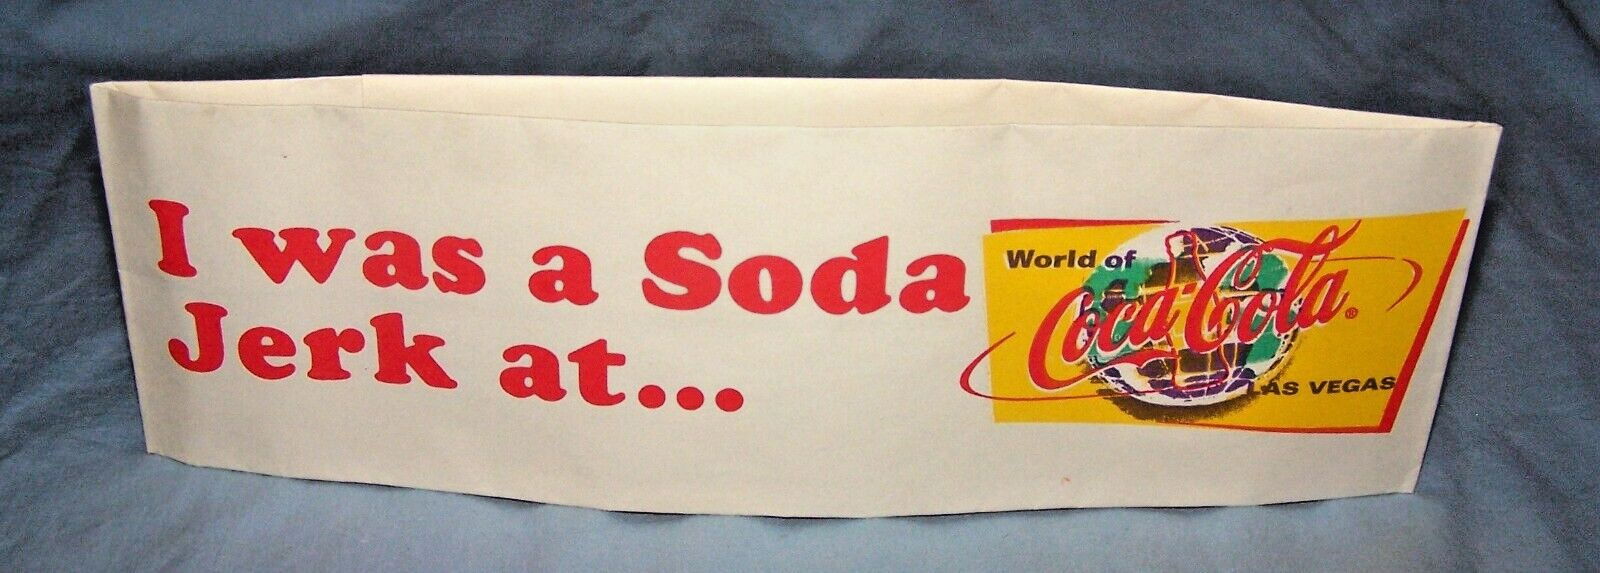 I was a Soda
Jerk at...
World of
Coca-Cola®
LAS VEGAS